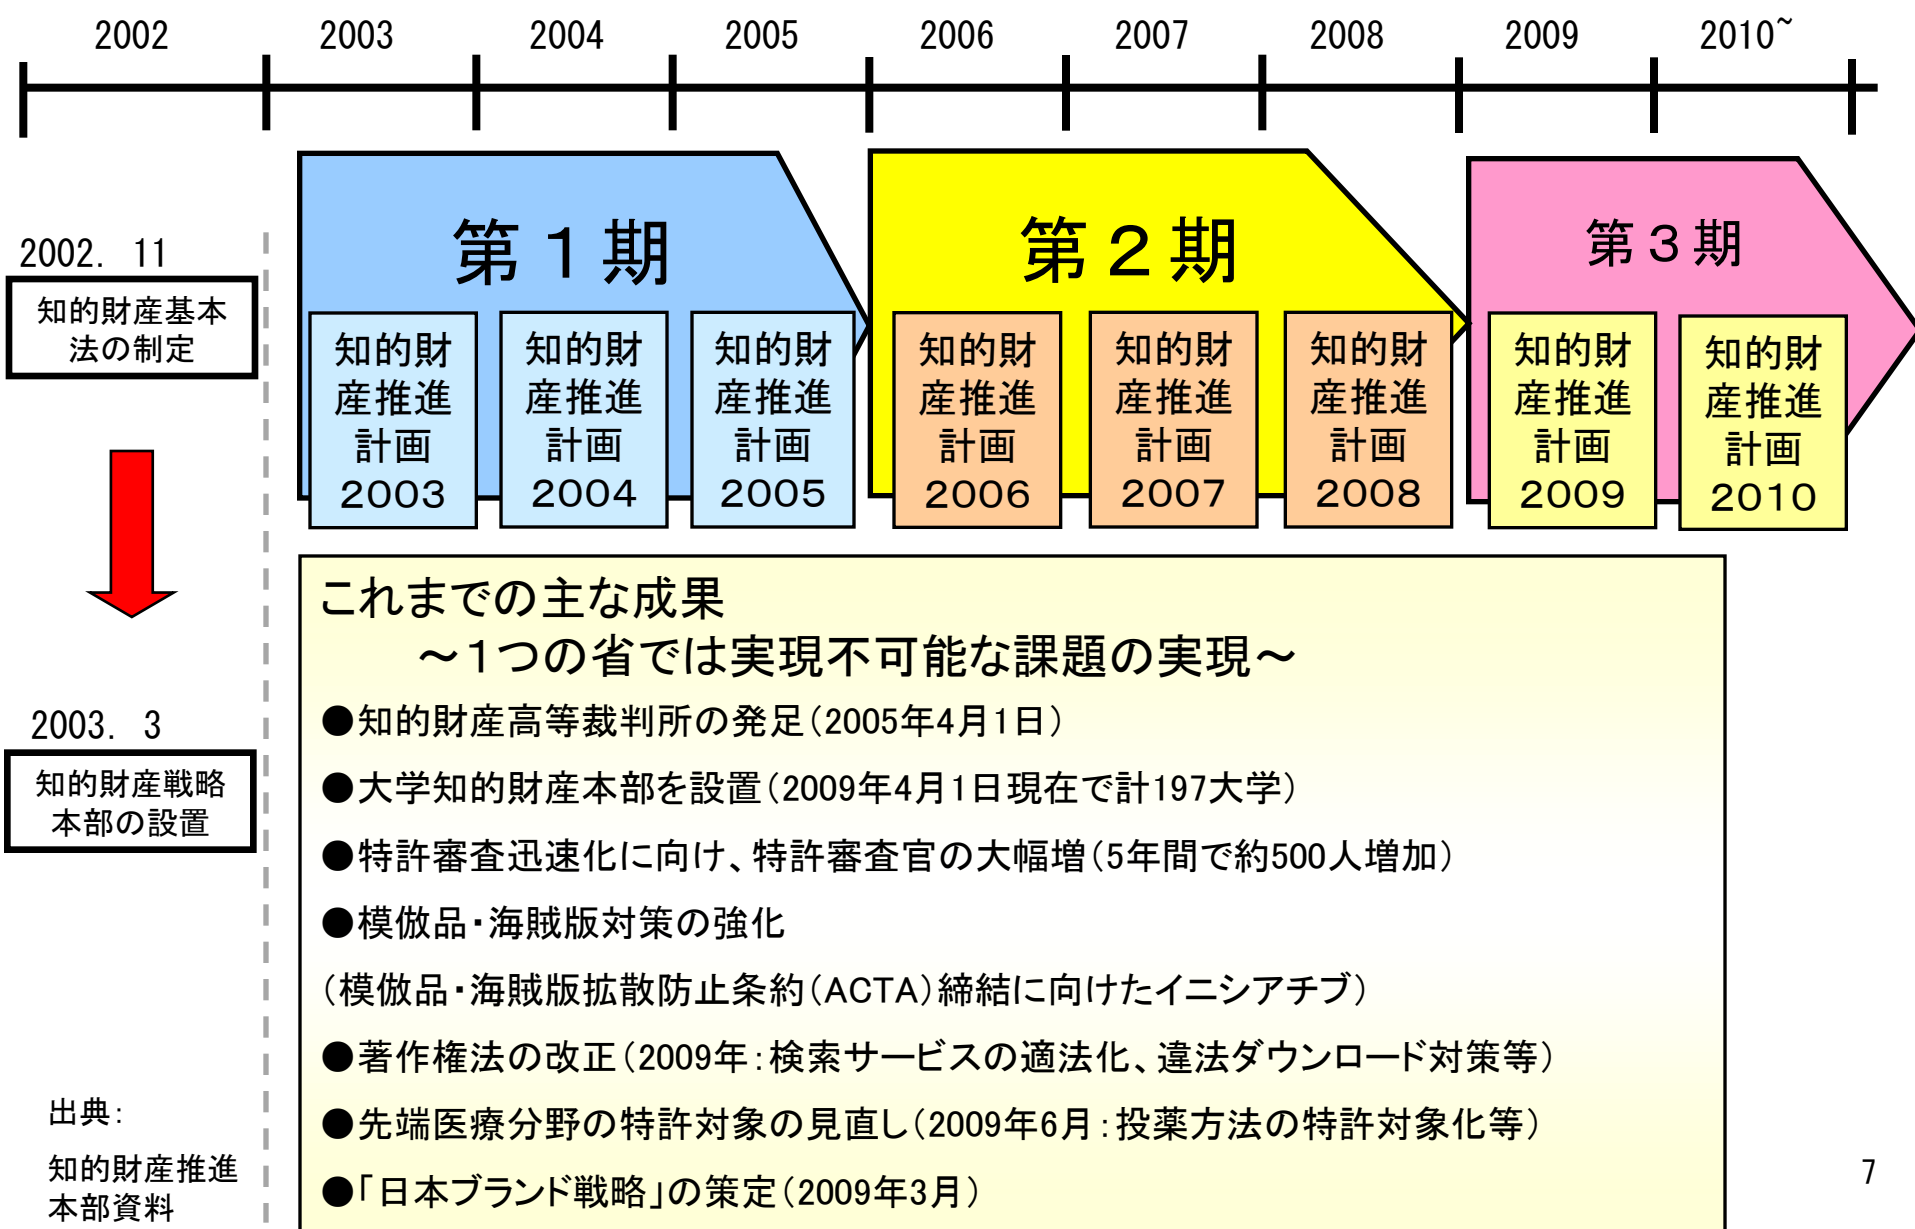 2002 2003 2004 2005 2006 2007 2008 2009 2010~
第１期
第２期
第３期
2002. 11
知的財産基本
法の制定
知的財
産推進
計画
2003
知的財
産推進
計画
2004
知的財
産推進
計画
2005
知的財
産推進
計画
2006
知的財
産推進
計画
2007
知的財
産推進
計画
2008
知的財
産推進
計画
2009
知的財
産推進
計画
2010
2003. 3
知的財産戦略
本部の設置
これまでの主な成果
～1つの省では実現不可能な課題の実現～
●知的財産高等裁判所の発足（2005年4月1日）
●大学知的財産本部を設置（2009年4月1日現在で計197大学）
●特許審査迅速化に向け、特許審査官の大幅増（5年間で約500人増加）
●模倣品・海賊版対策の強化
（模倣品・海賊版拡散防止条約（ACTA）締結に向けたイニシアチブ）
●著作権法の改正（2009年：検索サービスの適法化、違法ダウンロード対策等）
●先端医療分野の特許対象の見直し（2009年6月：投薬方法の特許対象化等）
●「日本ブランド戦略」の策定（2009年3月）
出典：
知的財産推進
本部資料
7